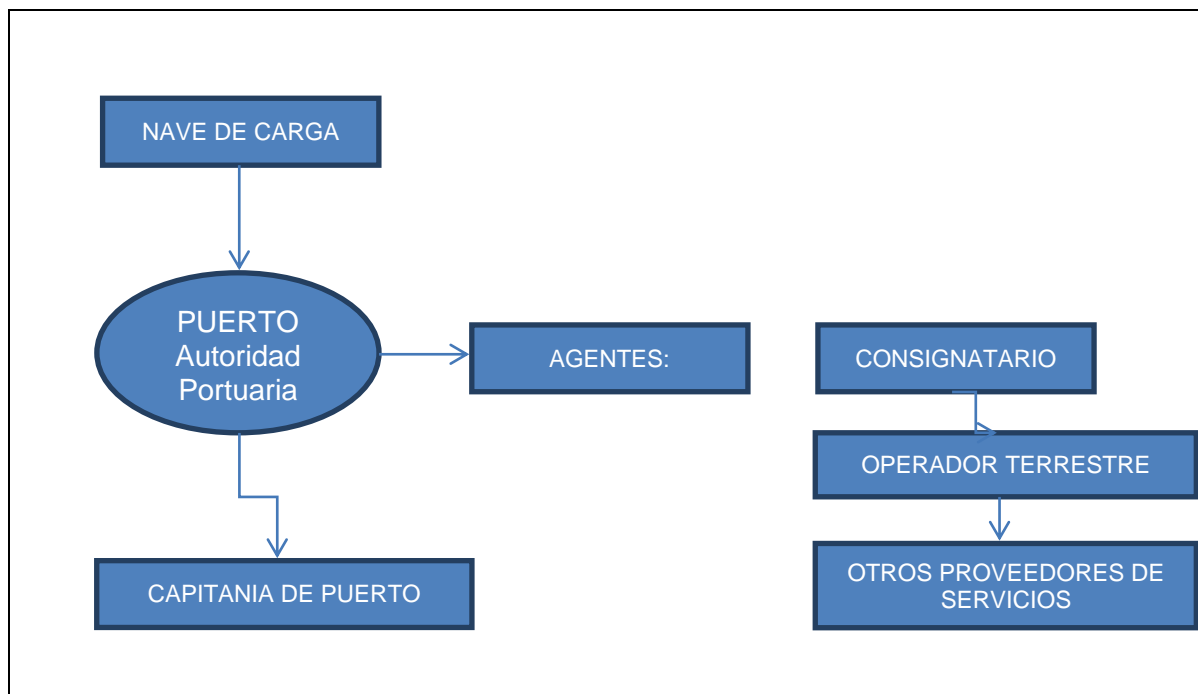 NAVE DE CARGA
PUERTO
Autoridad
Portuaria
AGENTES:
CONSIGNATARIO
OPERADOR TERRESTRE
CAPITANIA DE PUERTO
OTROS PROVEEDORES DE
SERVICIOS